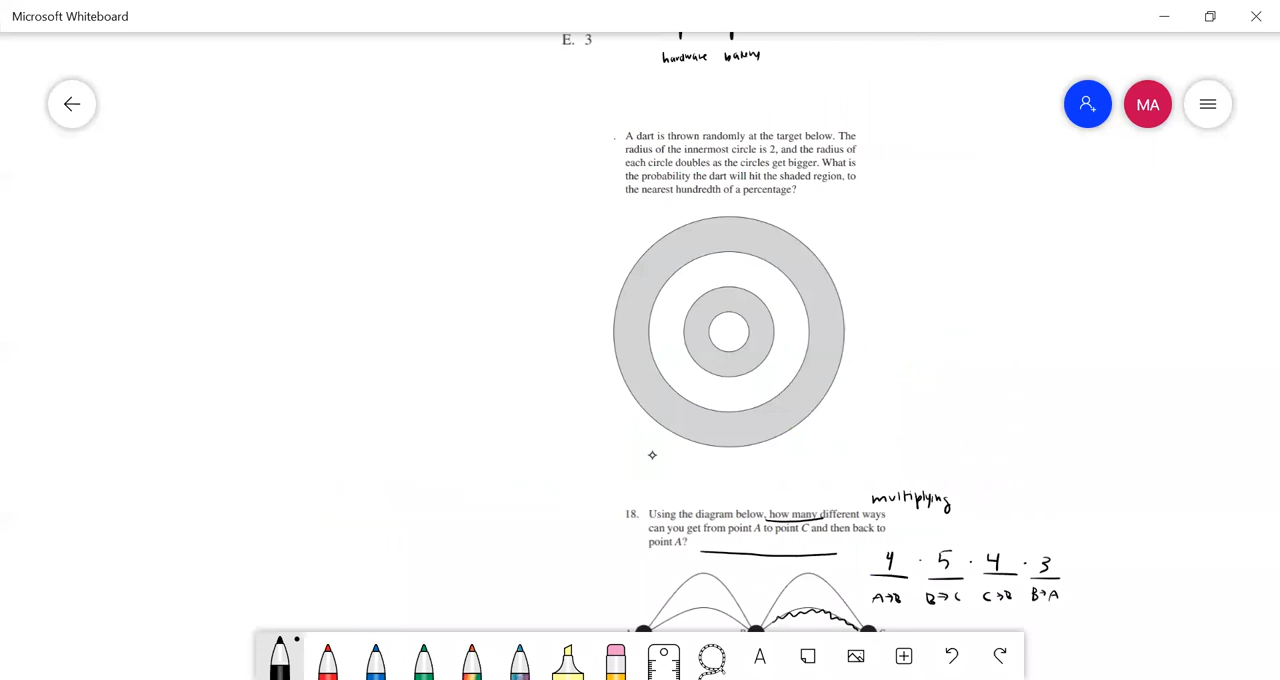 Microsoft Whiteboard
E. 3
hardware bakery
MA
. A dart is thrown randomly at the target below. The
radius of the innermost circle is 2, and the radius of
each circle doubles as the circles get bigger. What is
the probability the dart will hit the shaded region, to
the nearest hundredth of a percentage?
multiplying
18. Using the diagram below, how many different ways
can you get from point A to point C and then back to
point A?
4 · 5 · 4 · 3
A→B B→C C→B B→A
A